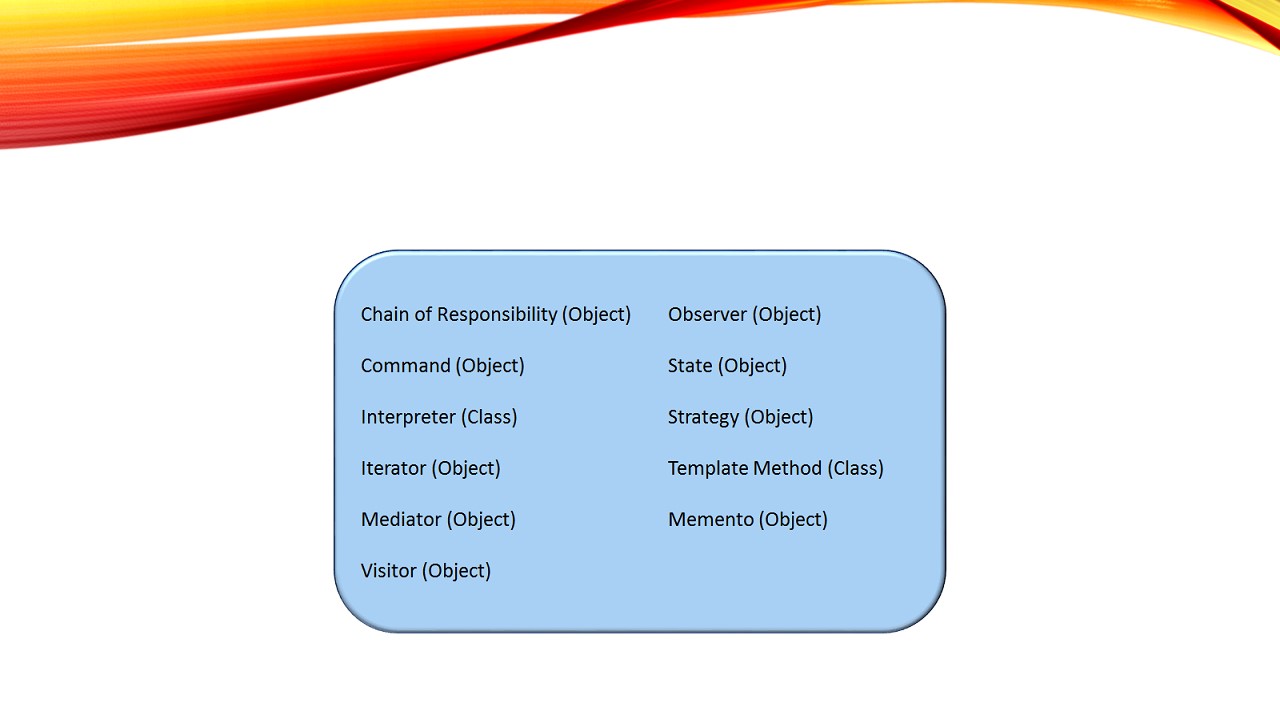 Chain of Responsibility (Object)
Command (Object)
Interpreter (Class)
Iterator (Object)
Mediator (Object)
Visitor (Object)
Observer (Object)
State (Object)
Strategy (Object)
Template Method (Class)
Memento (Object)